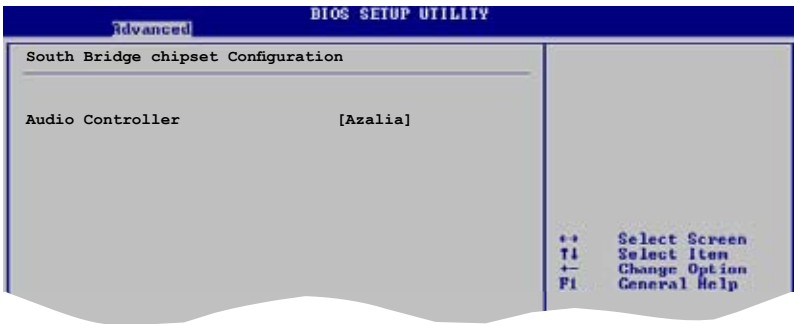 BIOS SETUP UTILITY
Advanced
South Bridge chipset Configuration
Audio Controller [Azalia]
←→ Select Screen
↑↓ Select Item
+- Change Option
F1 General Help